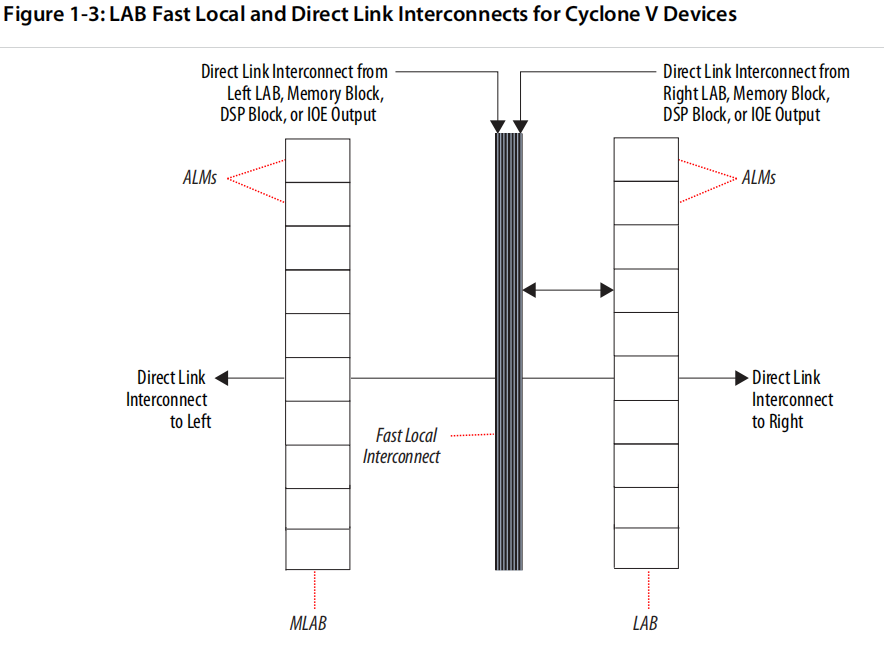 Figure 1-3: LAB Fast Local and Direct Link Interconnects for Cyclone V Devices
Direct Link Interconnect from
Left LAB, Memory Block,
DSP Block, or IOE Output
Direct Link Interconnect from
Right LAB, Memory Block,
DSP Block, or IOE Output
ALMs
ALMs
Direct Link
Interconnect
to Left
Direct Link
Interconnect
to Right
Fast Local
Interconnect
MLAB
LAB